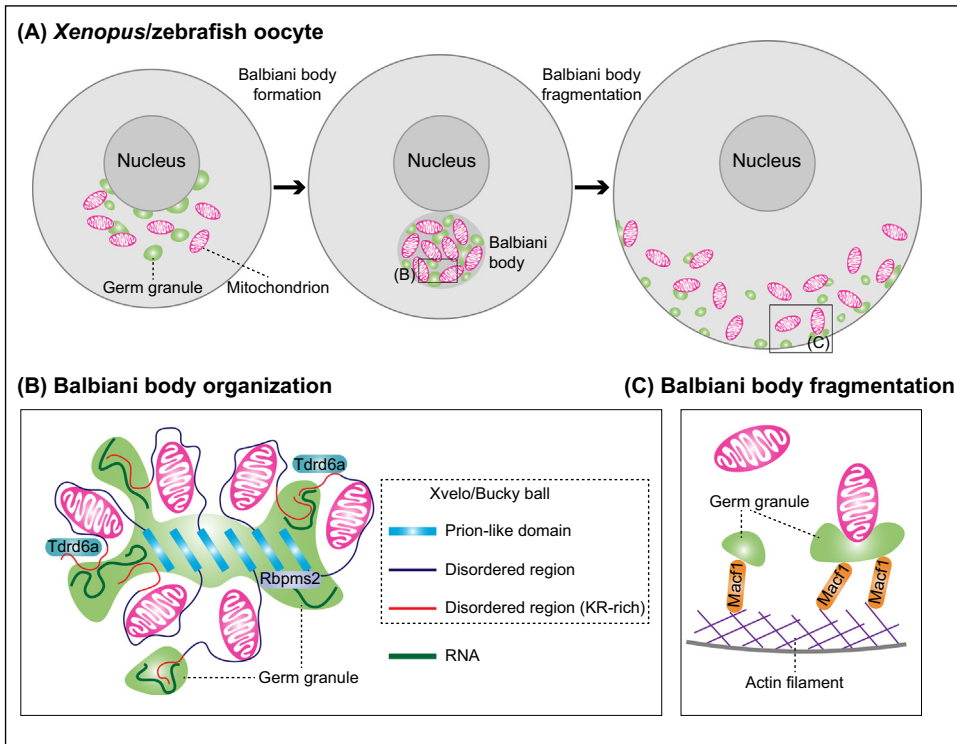 (A) Xenopus/zebrafish oocyte
Balbiani body
formation
Balbiani body
fragmentation
Nucleus
Nucleus
Nucleus
Germ granule
Mitochondrion
Balbiani
body
(B)
(C)
(B) Balbiani body organization
Tdrd6a
Tdrd6a
Rbpms2
Germ granule
Xvelo/Bucky ball
Prion-like domain
Disordered region
Disordered region (KR-rich)
RNA
(C) Balbiani body fragmentation
Germ granule
Macf1
Macf1
Macf1
Actin filament